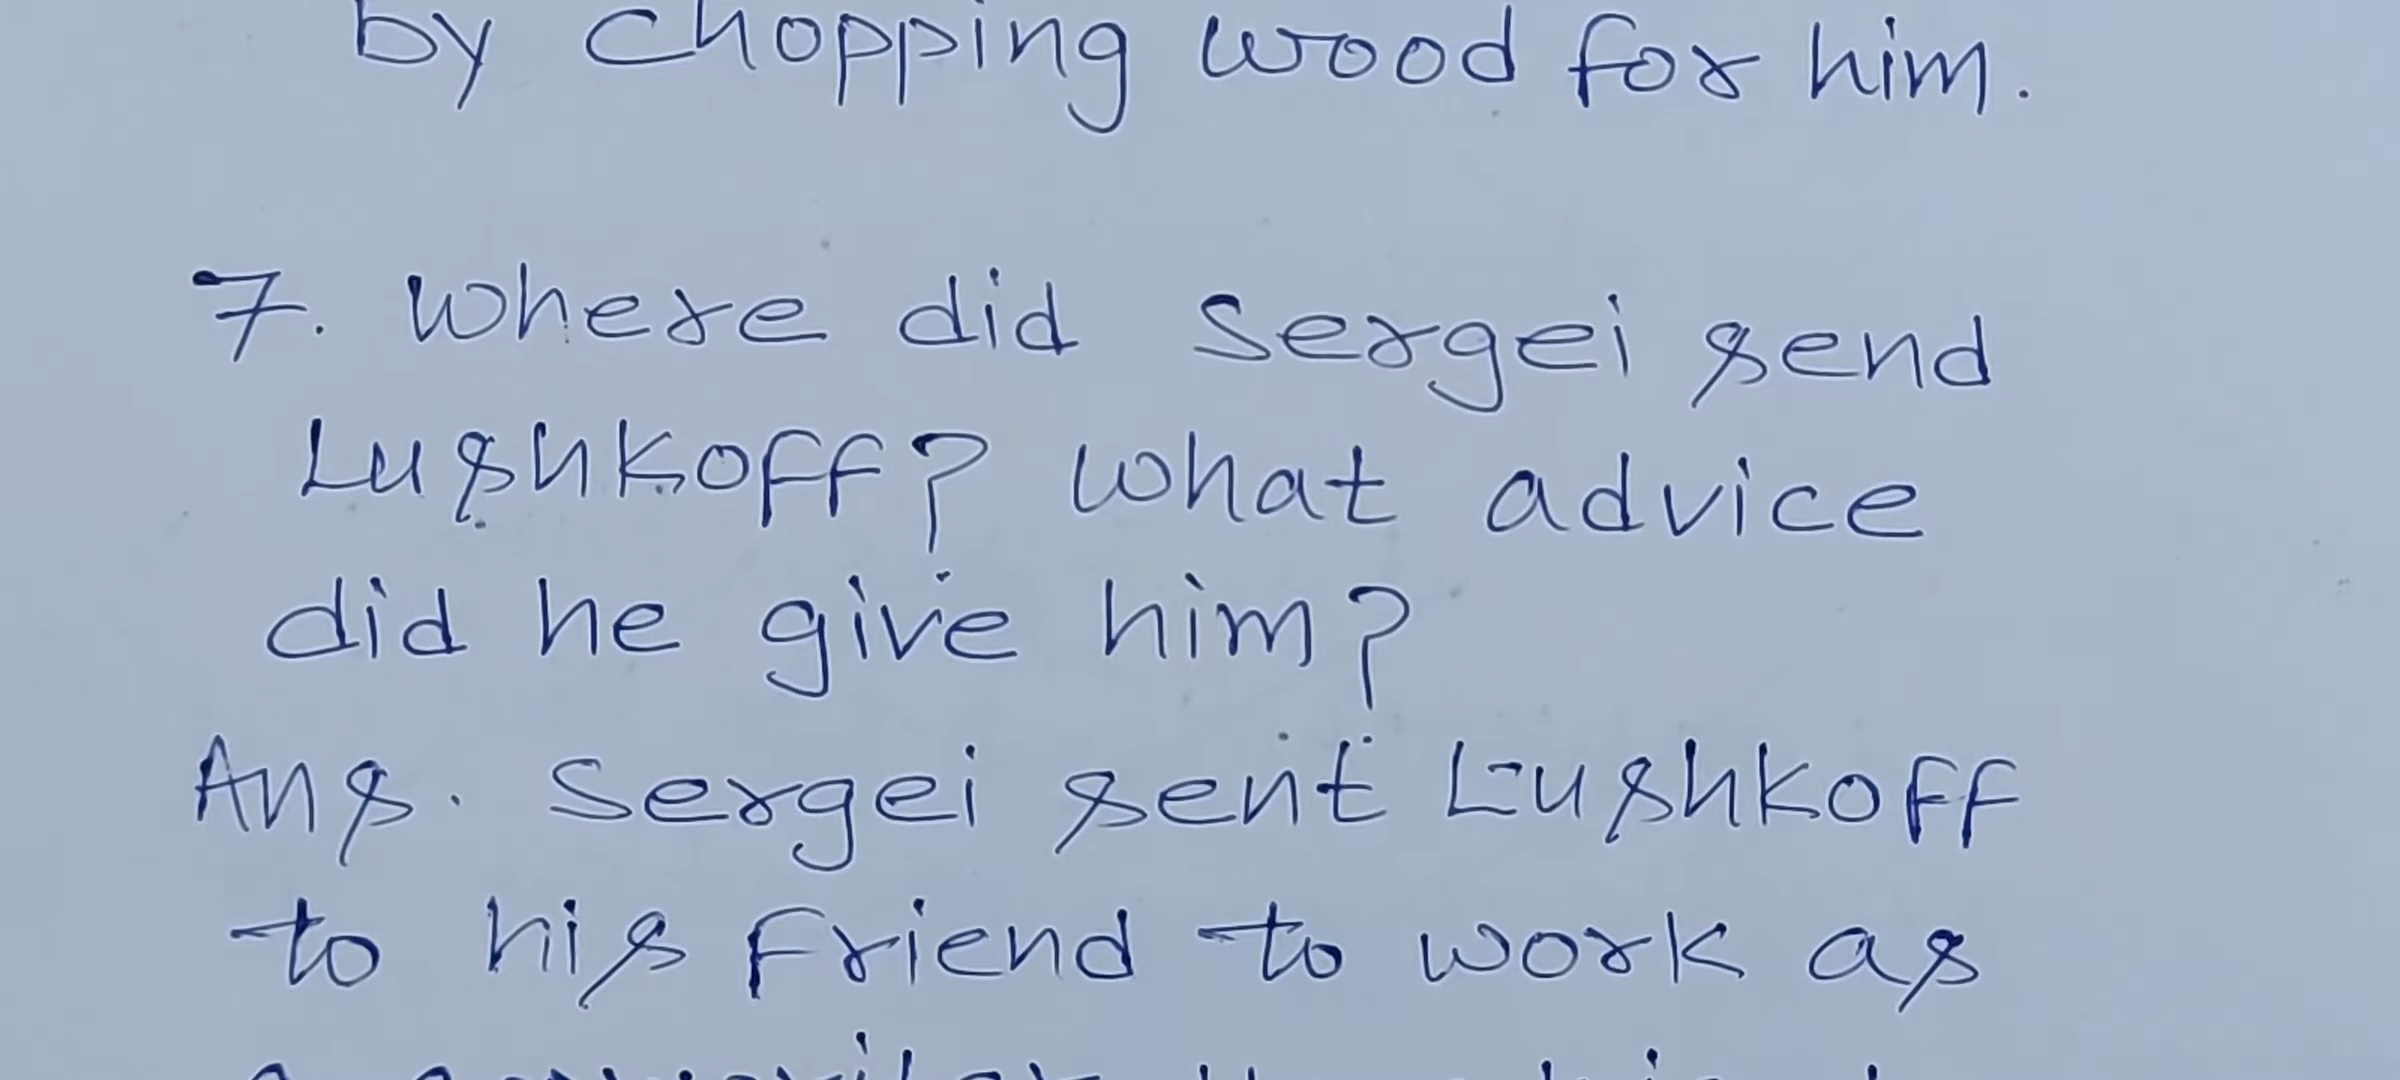 by chopping wood for him.
7. Where did Sergei send
Lushkoff? What advice
did he give him?
Ans. Sergei sent Lushkoff
to his friend to work as